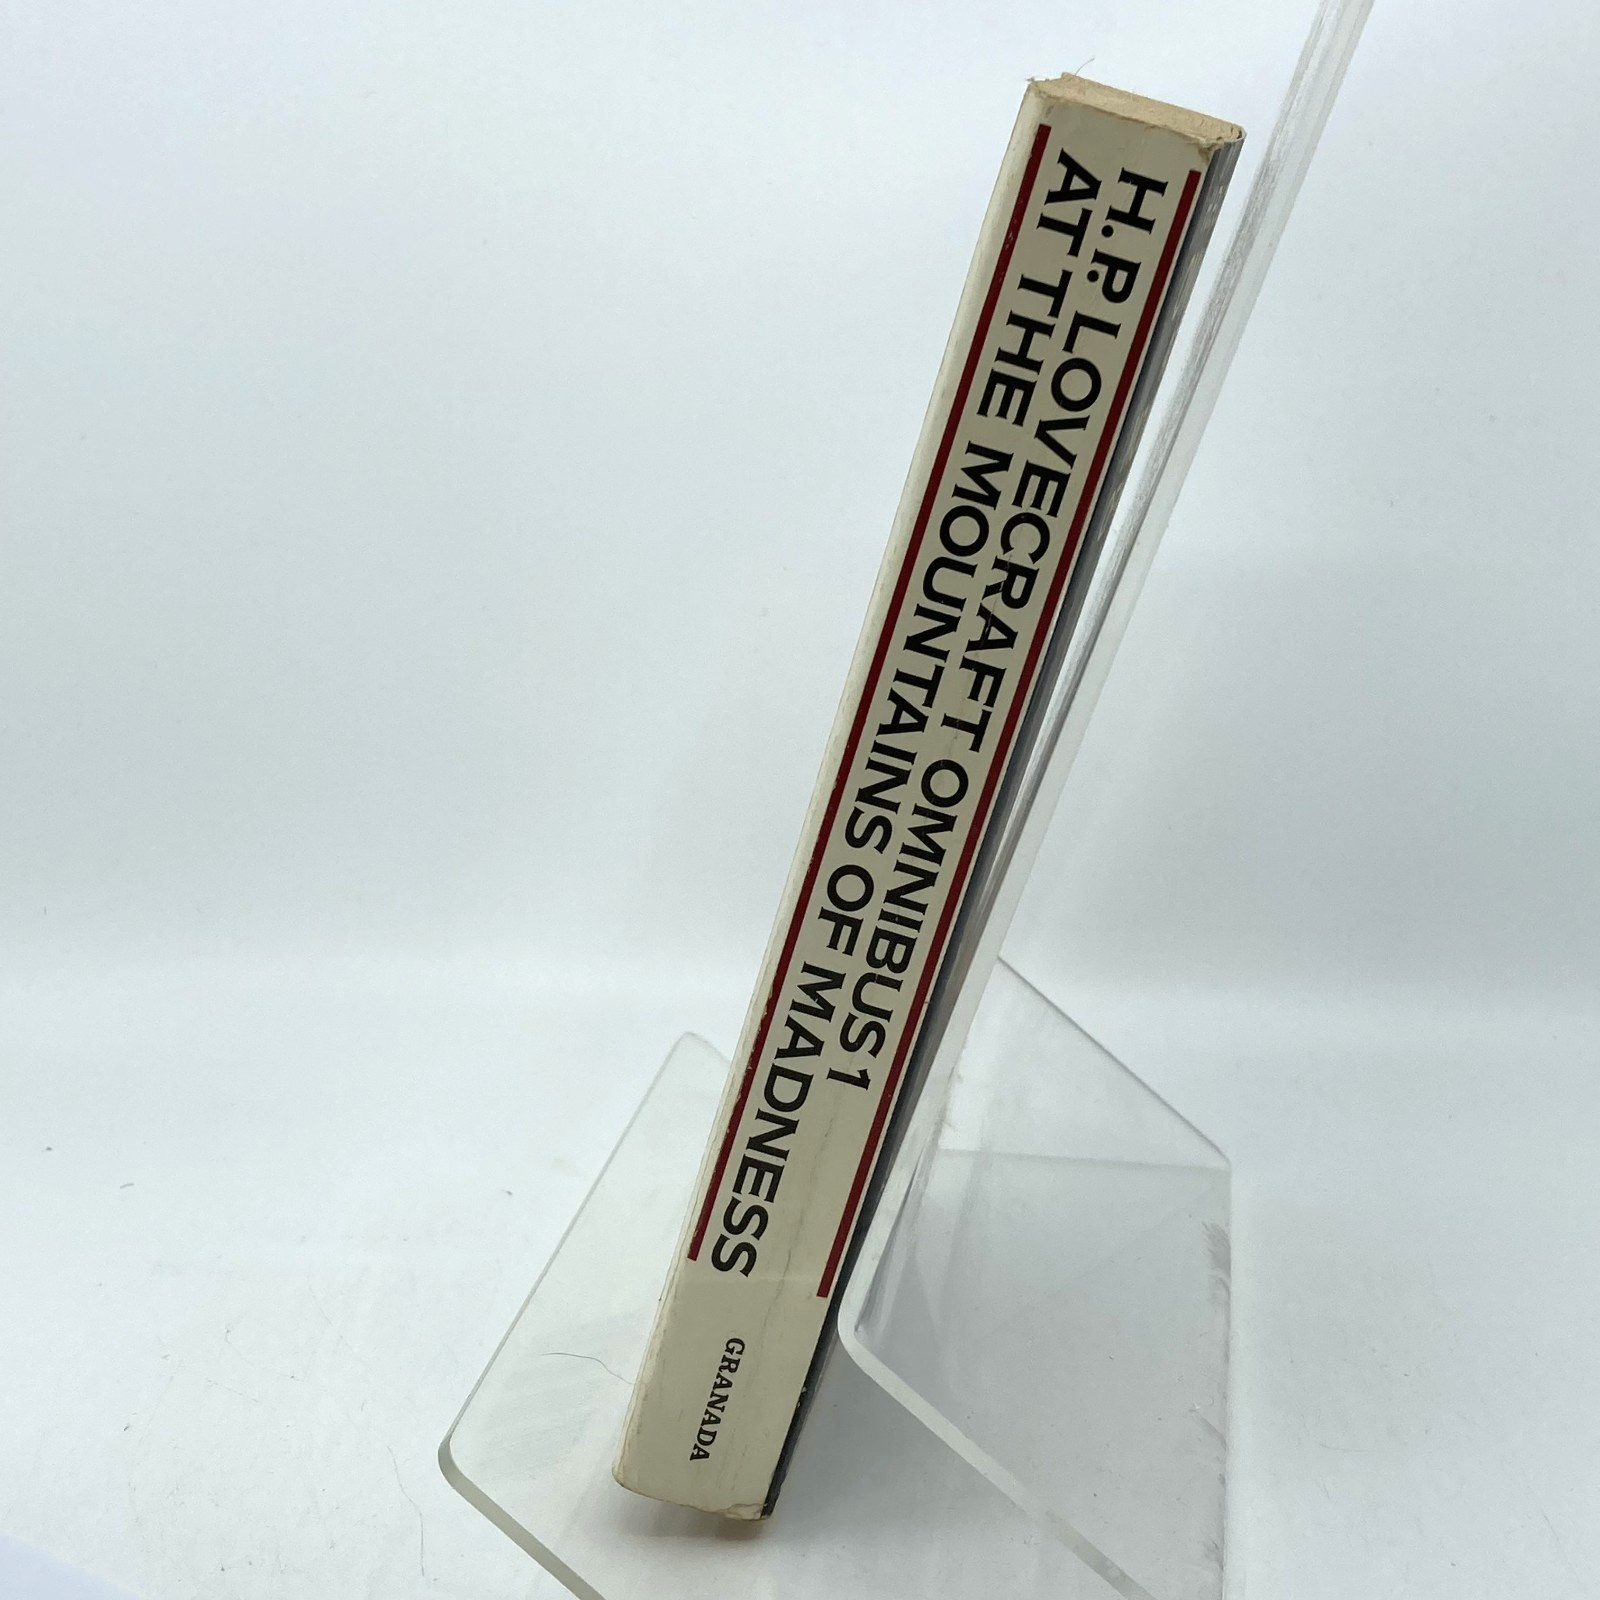 H.P. LOVECRAFT OMNIBUS 1
AT THE MOUNTAINS OF MADNESS
GRANADA